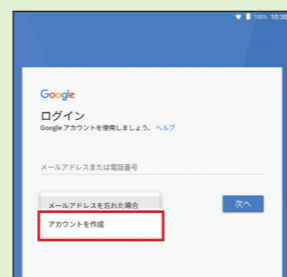 100% 10:30
Google
ログイン
Google アカウントを使用しましょう。 ヘルプ
メールアドレスまたは電話番号
メールアドレスを忘れた場合
次へ
アカウントを作成